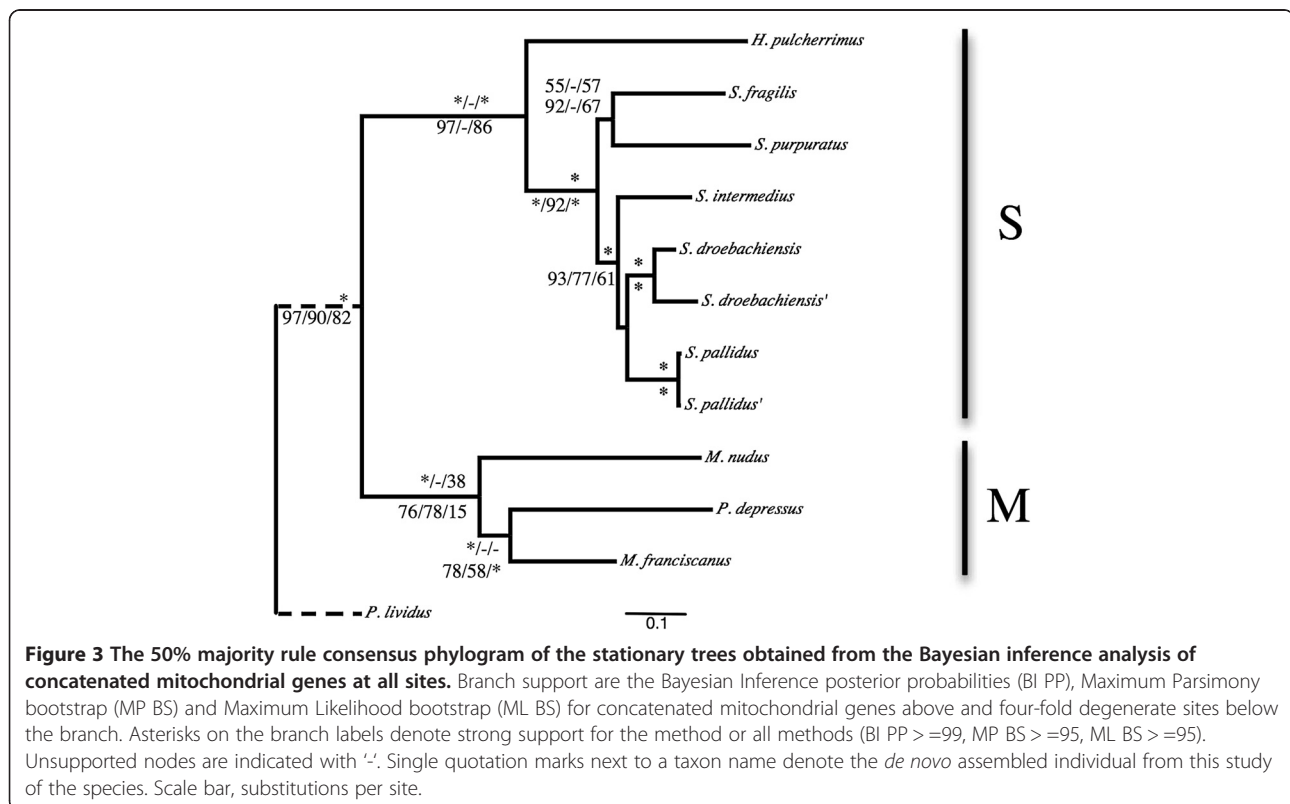 H. pulcherrimus
*/-/*
97/-/86
55/-/57
92/-/67
S. fragilis
S. purpuratus
*
*/92/*
S. intermedius
*
93/77/61
S. droebachiensis
*
*
S. droebachiensis'
S. pallidus
*
*
S. pallidus'
S
*
97/90/82
M. nudus
*/-/38
76/78/15
P. depressus
*/-/-
78/58/*
M. franciscanus
M
P. lividus
0.1
Figure 3 The 50% majority rule consensus phylogram of the stationary trees obtained from the Bayesian inference analysis of
concatenated mitochondrial genes at all sites. Branch support are the Bayesian Inference posterior probabilities (BI PP), Maximum Parsimony
bootstrap (MP BS) and Maximum Likelihood bootstrap (ML BS) for concatenated mitochondrial genes above and four-fold degenerate sites below
the branch. Asterisks on the branch labels denote strong support for the method or all methods (BI PP > =99, MP BS > =95, ML BS > =95).
Unsupported nodes are indicated with ‘-’. Single quotation marks next to a taxon name denote the de novo assembled individual from this study
of the species. Scale bar, substitutions per site.